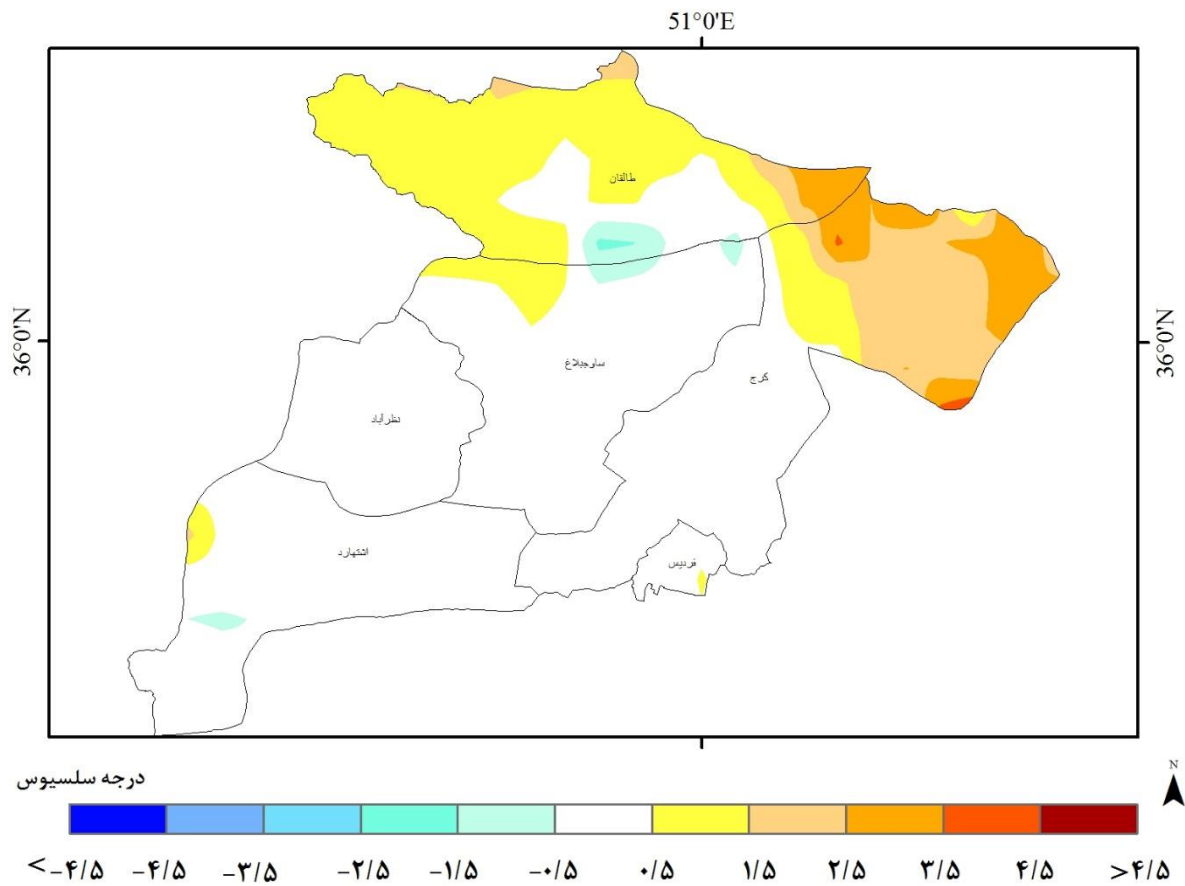 51°0'E
طالقان
36°0'N
36°0'N
ساوجبلاغ
کرج
نظرآباد
اشتهارد
فردیس
درجه سلسیوس
N
<-۴/۵ -۴/۵ -۳/۵ -۲/۵ -۱/۵ -۰/۵ ۰/۵ ۱/۵ ۲/۵ ۳/۵ ۴/۵ >۴/۵